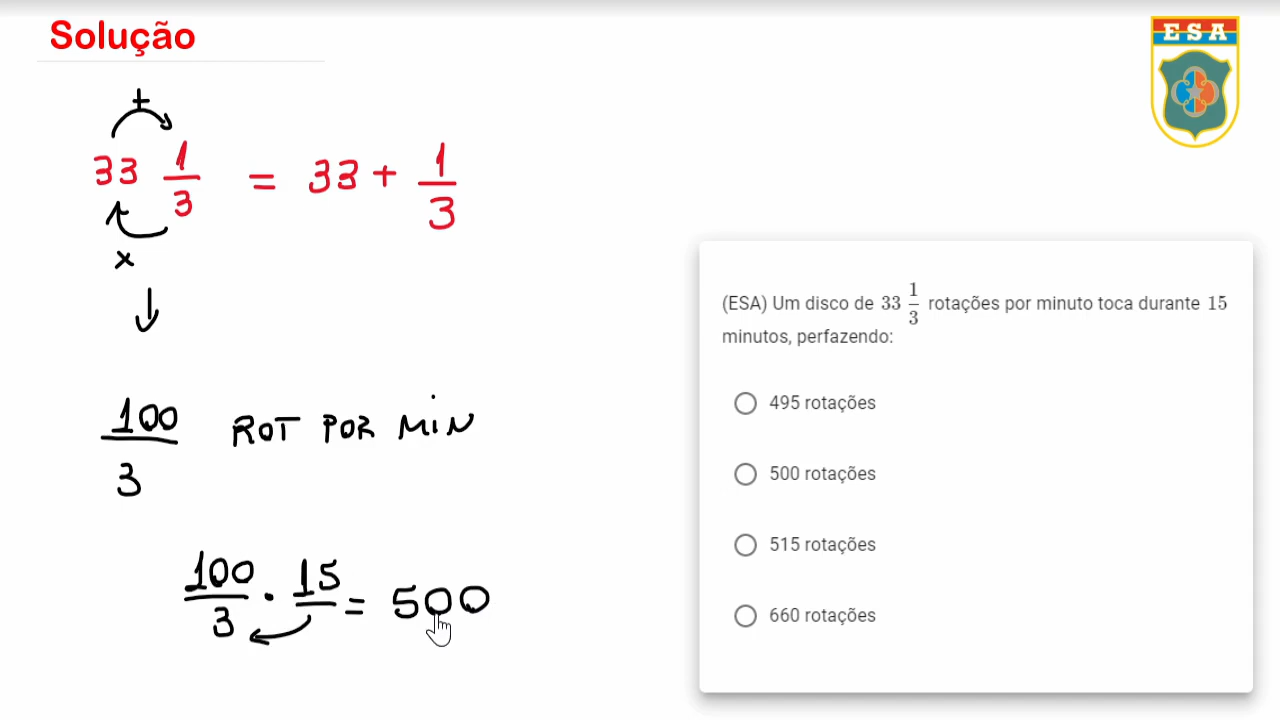 Solução
ESA
+
33 1/3 = 33 + 1/3
x
100/3 ROT POR MIN
100/3 . 15 = 500
(ESA) Um disco de 33 1/3 rotações por minuto toca durante 15
minutos, perfazendo:
495 rotações
500 rotações
515 rotações
660 rotações